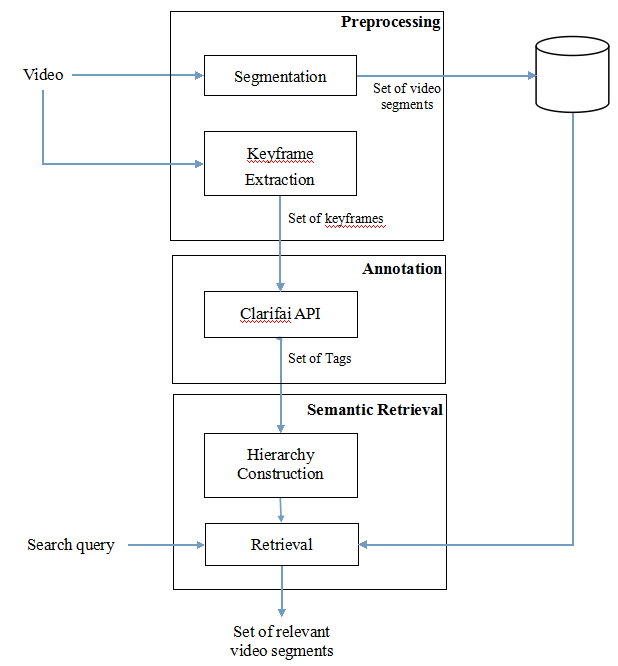 Preprocessing
Video
Segmentation
Set of video
segments
Keyframe
Extraction
Set of keyframes
Annotation
Clarifai API
Set of Tags
Semantic Retrieval
Hierarchy
Construction
Search query
Retrieval
Set of relevant
video segments